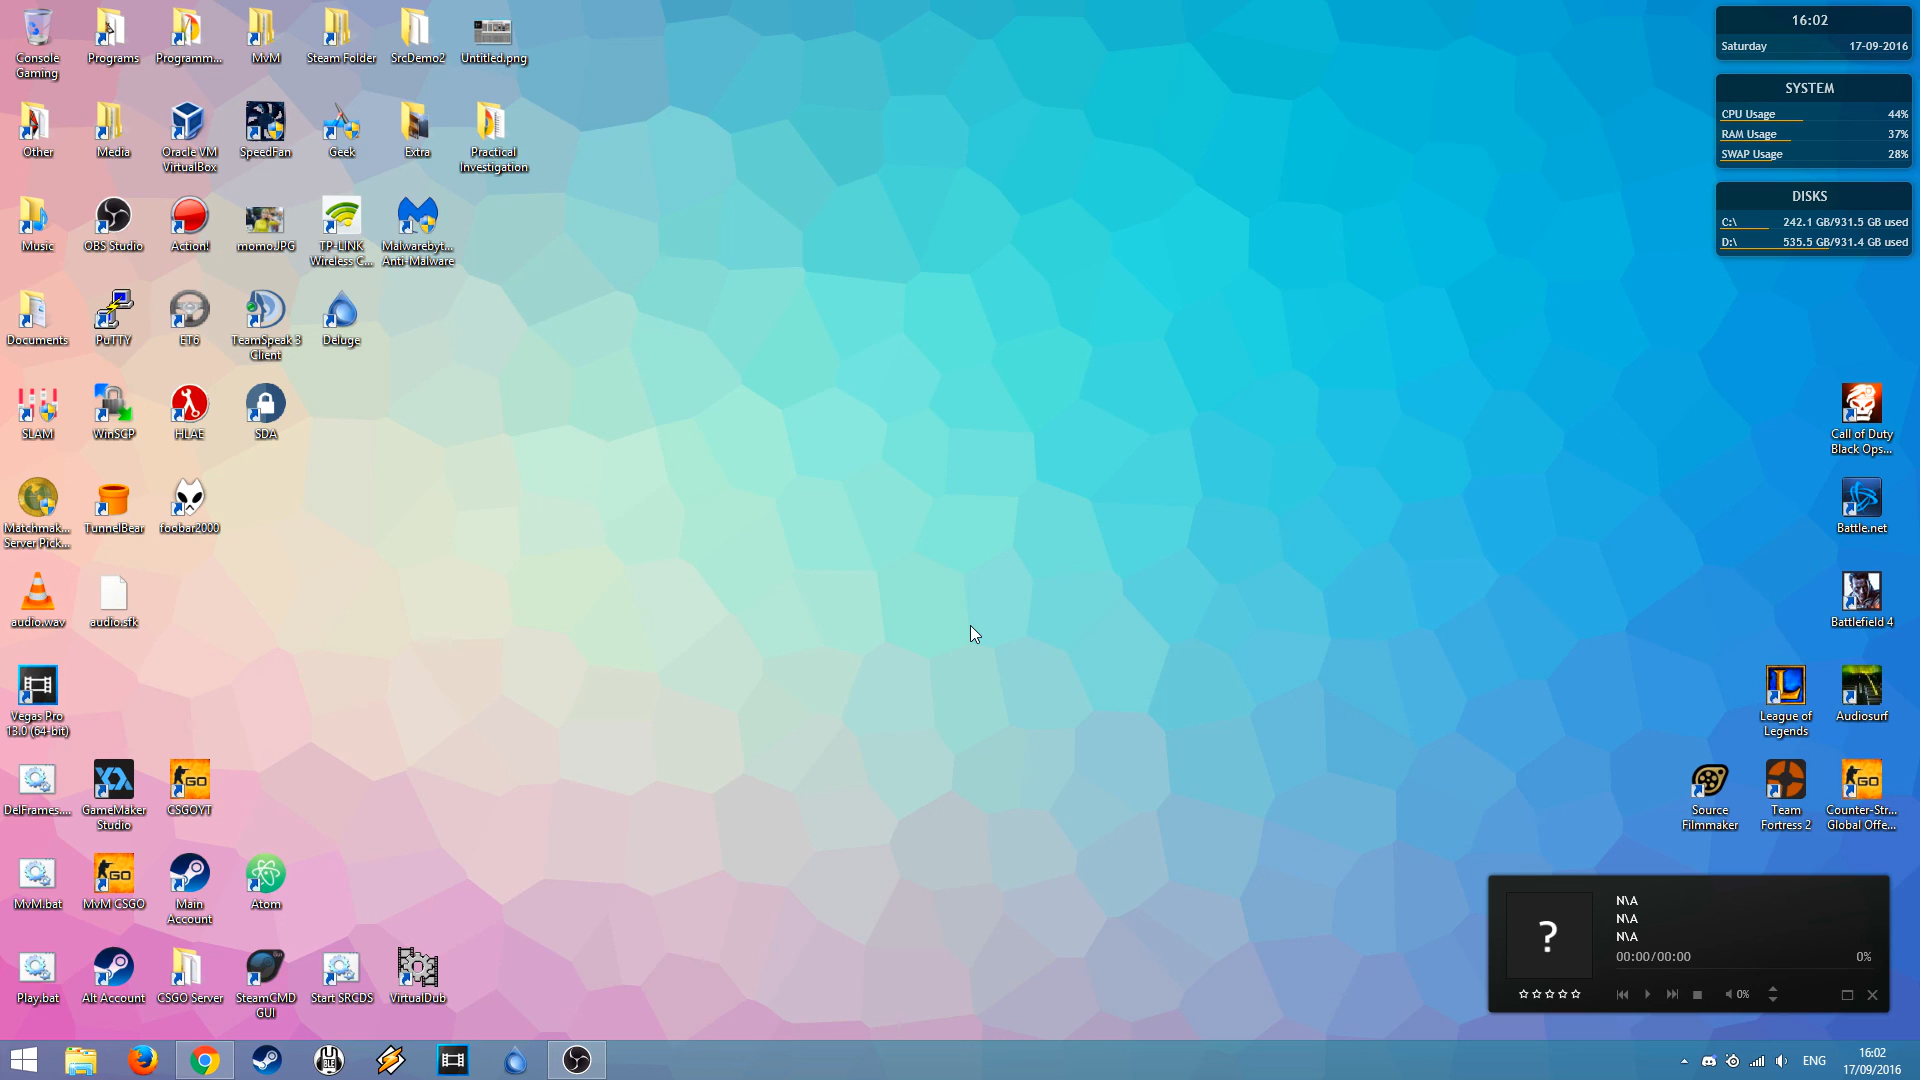 Console
Gaming
Programs
Programm...
MvM
Steam Folder
SrcDemo2
Untitled.png
Other
Media
Oracle VM
VirtualBox
SpeedFan
Geek
Extra
Practical
Investigation
Music
OBS Studio
Action!
momo.JPG
TP-LINK
Wireless C...
Malwarebyt...
Anti-Malware
Documents
PuTTY
ET6
TeamSpeak 3
Client
Deluge
SLAM
WinSCP
HLAE
SDA
Matchmak...
Server Pick...
TunnelBear
foobar2000
audio.wav
audio.sfk
Vegas Pro
13.0 (64-bit)
DelFrames....
GameMaker
Studio
GO
CSGOYT
MvM.bat
GO
MvM CSGO
Main
Account
Atom
Play.bat
Alt Account
CSGO Server
SteamCMD
GUI
Start SRCDS
VirtualDub
16:02
Saturday 17-09-2016
SYSTEM
CPU Usage 44%
RAM Usage 37%
SWAP Usage 28%
DISKS
C:\ 242.1 GB/931.5 GB used
D:\ 535.5 GB/931.4 GB used
Call of Duty
Black Ops...
Battle.net
Battlefield 4
L
League of
Legends
Audiosurf
Source
Filmmaker
Team
Fortress 2
GO
Counter-Str...
Global Offe...
?
N\A
N\A
N\A
00:00/00:00 0%
0%
ENG
16:02
17/09/2016